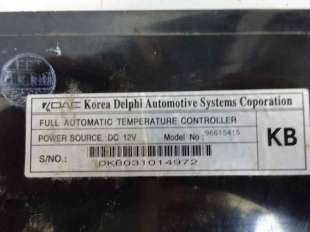 KDAC Korea Delphi Automotive Systems Coporation
FULL AUTOMATIC TEMPERATURE CONTROLLER
POWER SOURCE :DC 12V Model No: 96615415
KB
S/NO.:
DKB031014972